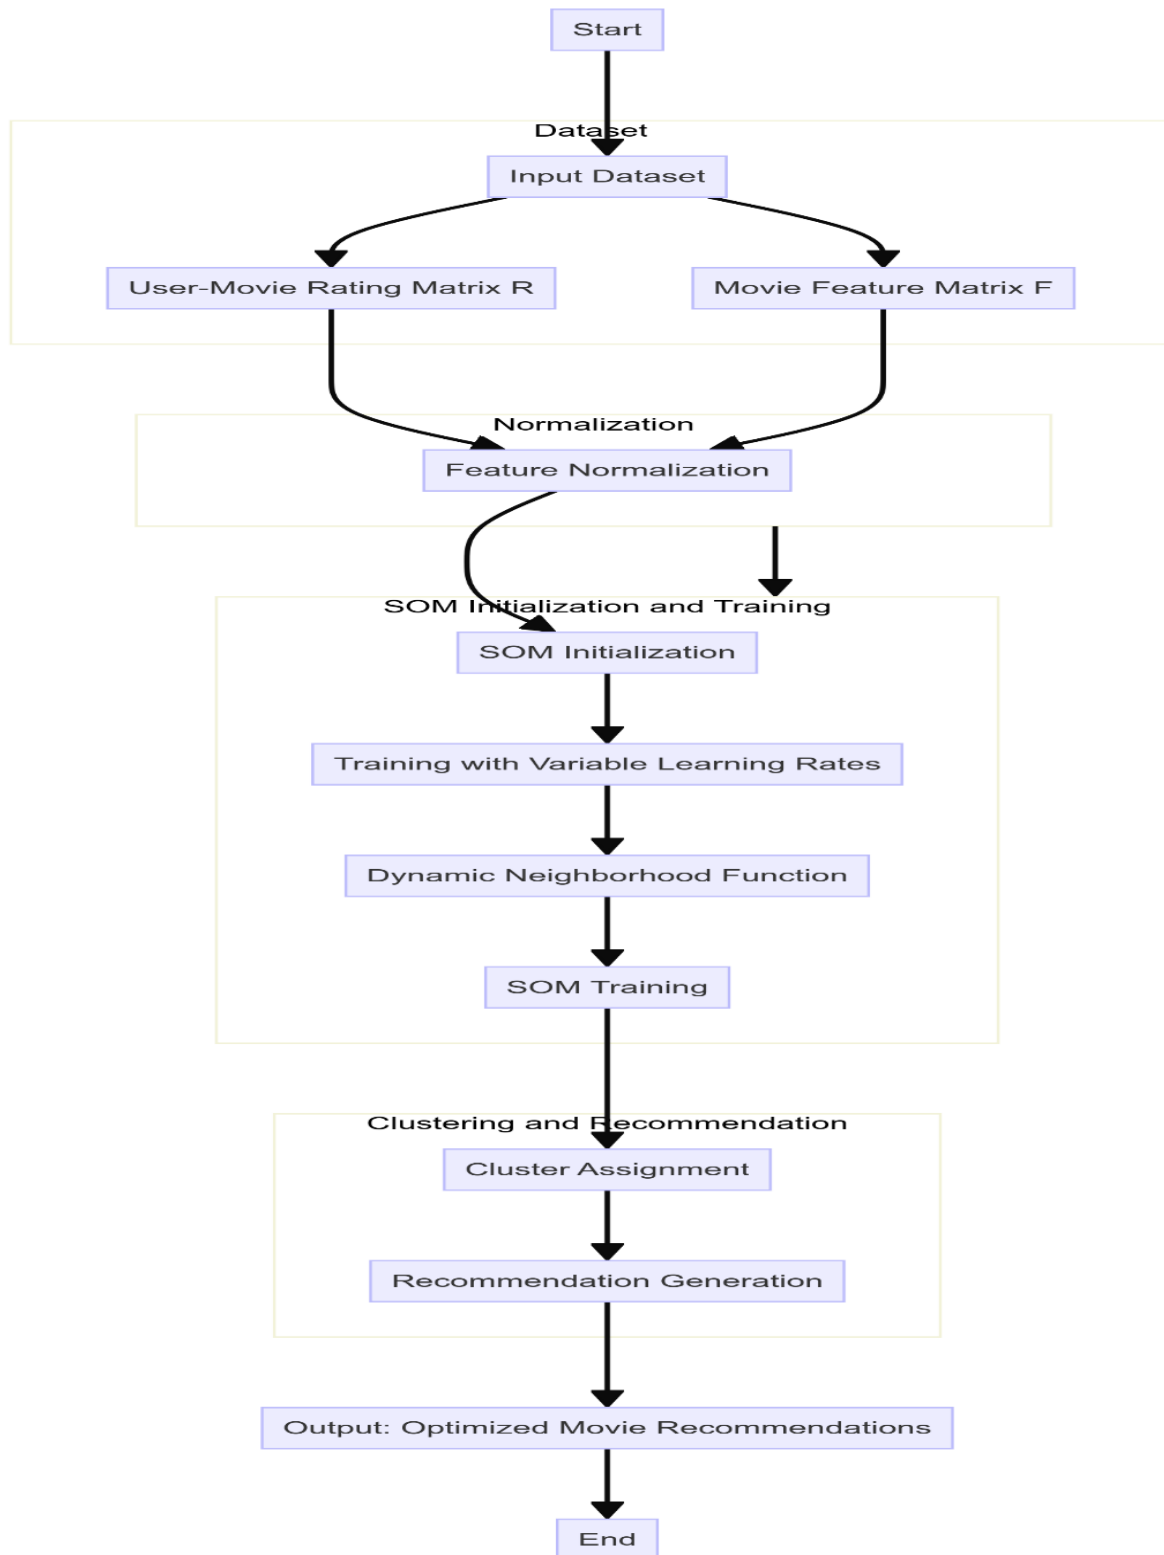 Start
Dataset
Input Dataset
User-Movie Rating Matrix R
Movie Feature Matrix F
Normalization
Feature Normalization
SOM Initialization and Training
SOM Initialization
Training with Variable Learning Rates
Dynamic Neighborhood Function
SOM Training
Clustering and Recommendation
Cluster Assignment
Recommendation Generation
Output: Optimized Movie Recommendations
End